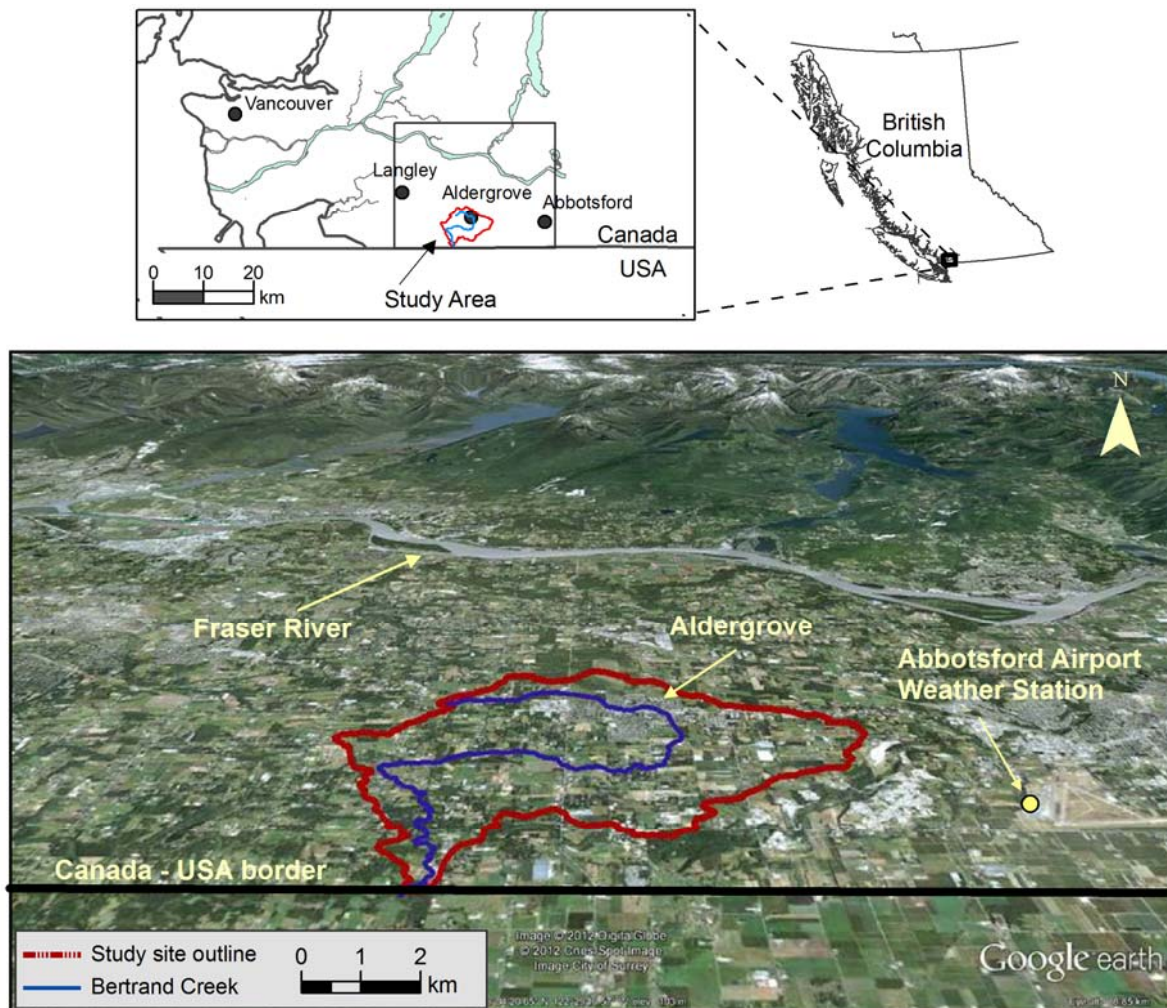 Vancouver
Langley
Aldergrove
Abbotsford
Canada
USA
Study Area
0 10 20
km
British
Columbia
N
Fraser River
Aldergrove
Abbotsford Airport
Weather Station
Canada - USA border
Study site outline
Bertrand Creek
0 1 2
km
Image © 2012 Digital Globe
© 2012 Cnes/Spot Image
Image City of Surrey
Google earth